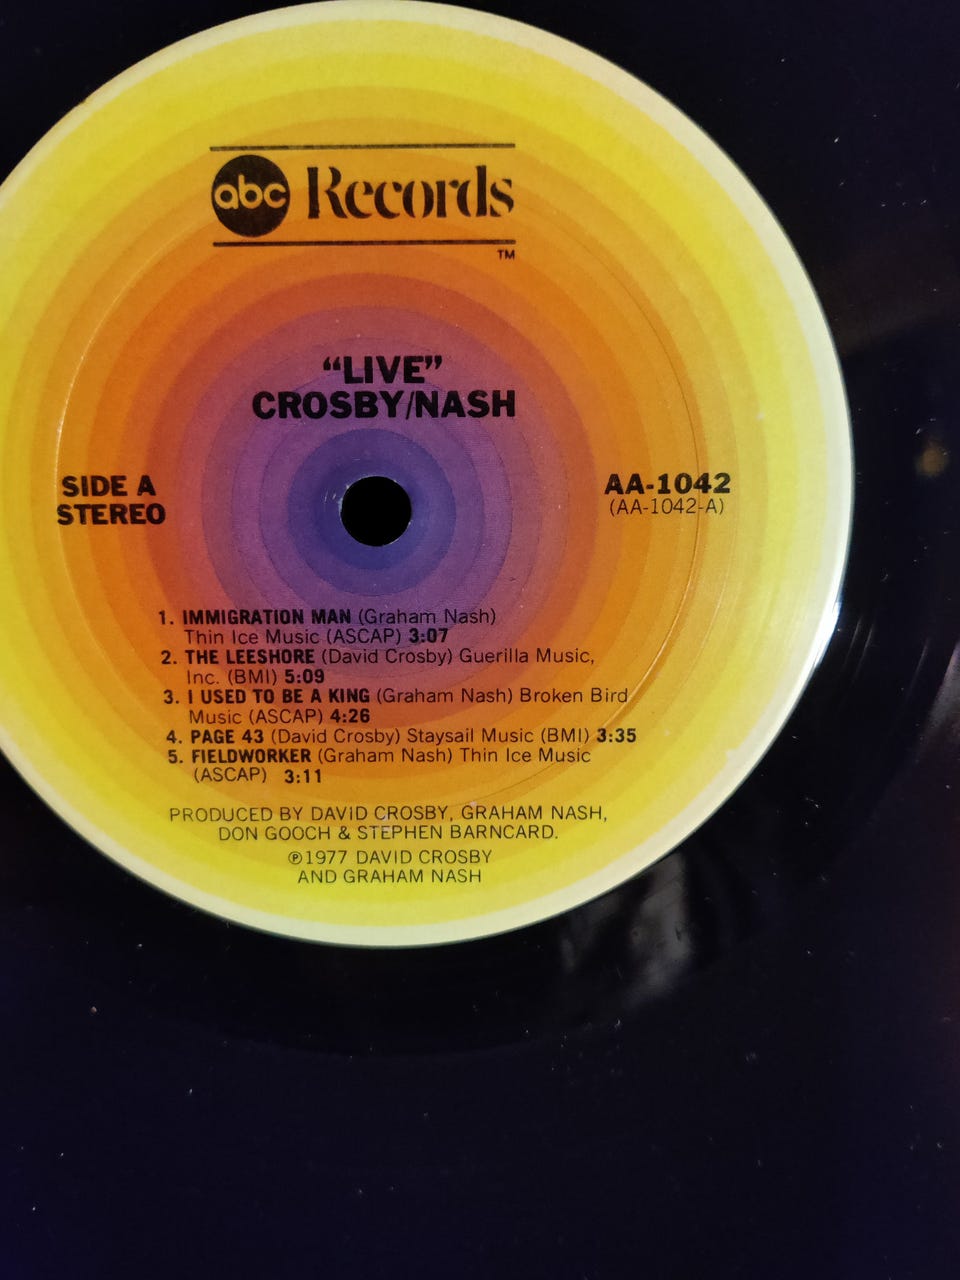 abc Records
TM
“LIVE”
CROSBY/NASH
SIDE A
STEREO
AA-1042
(AA-1042-A)
1. IMMIGRATION MAN (Graham Nash)
Thin Ice Music (ASCAP) 3:07
2. THE LEESHORE (David Crosby) Guerilla Music,
Inc. (BMI) 5:09
3. I USED TO BE A KING (Graham Nash) Broken Bird
Music (ASCAP) 4:26
4. PAGE 43 (David Crosby) Staysail Music (BMI) 3:35
5. FIELDWORKER (Graham Nash) Thin Ice Music
(ASCAP) 3:11
PRODUCED BY DAVID CROSBY, GRAHAM NASH,
DON GOOCH & STEPHEN BARNCARD.
℗1977 DAVID CROSBY
AND GRAHAM NASH